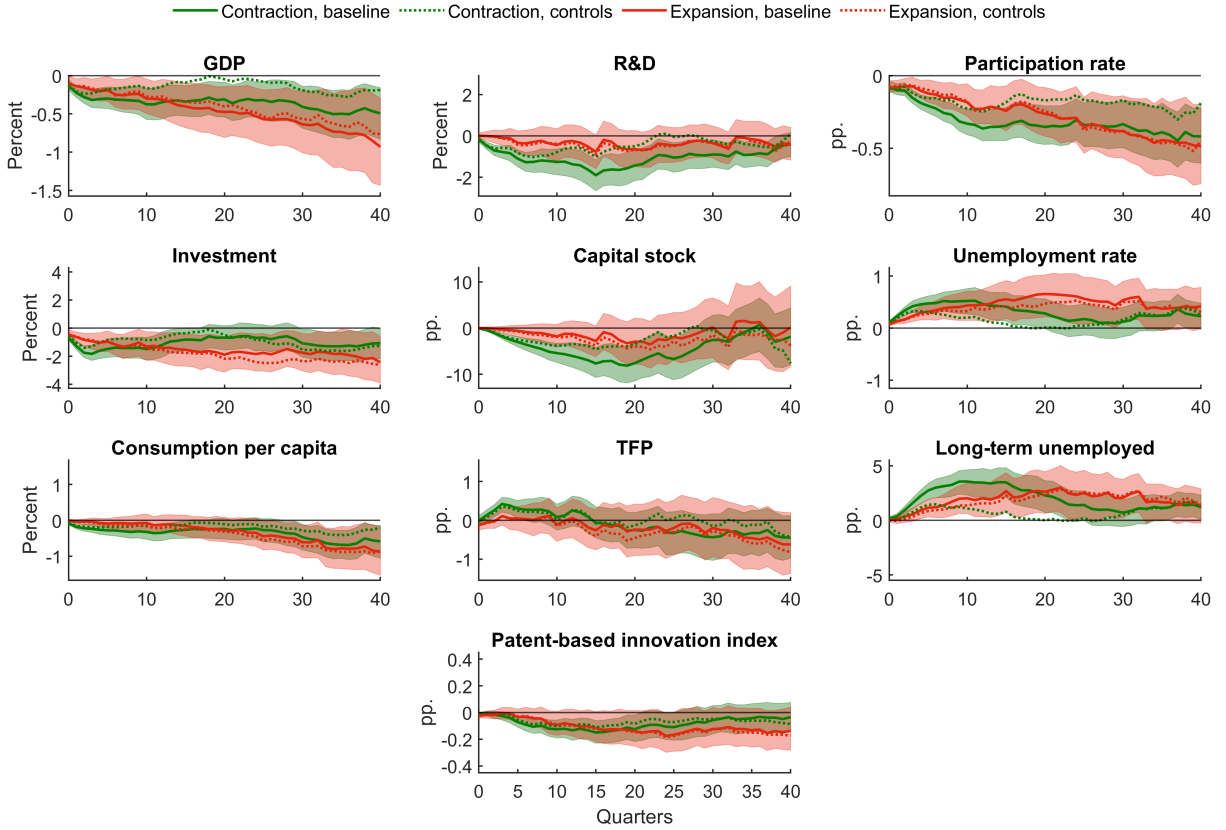 Contraction, baseline Contraction, controls Expansion, baseline Expansion, controls
GDP R&D Participation rate
Percent
0
-0.5
-1
-1.5
0 10 20 30 40
Percent
2
0
-2
0 10 20 30 40
pp.
0
-0.5
0 10 20 30 40
Investment Capital stock Unemployment rate
Percent
4
2
0
-2
-4
0 10 20 30 40
pp.
10
0
-10
0 10 20 30 40
pp.
1
0
-1
0 10 20 30 40
Consumption per capita TFP Long-term unemployed
Percent
1
0
-1
0 10 20 30 40
pp.
1
0
-1
0 10 20 30 40
pp.
5
0
-5
0 10 20 30 40
Patent-based innovation index
pp.
0.4
0.2
0
-0.2
-0.4
0 5 10 15 20 25 30 35 40
Quarters